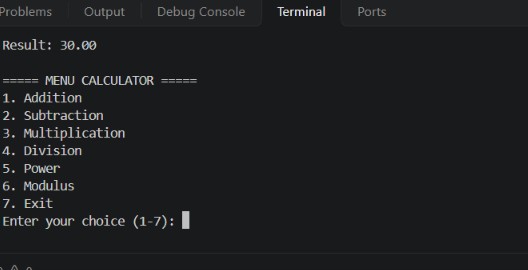 Problems Output Debug Console Terminal Ports
Result: 30.00
===== MENU CALCULATOR =====
1. Addition
2. Subtraction
3. Multiplication
4. Division
5. Power
6. Modulus
7. Exit
Enter your choice (1-7):